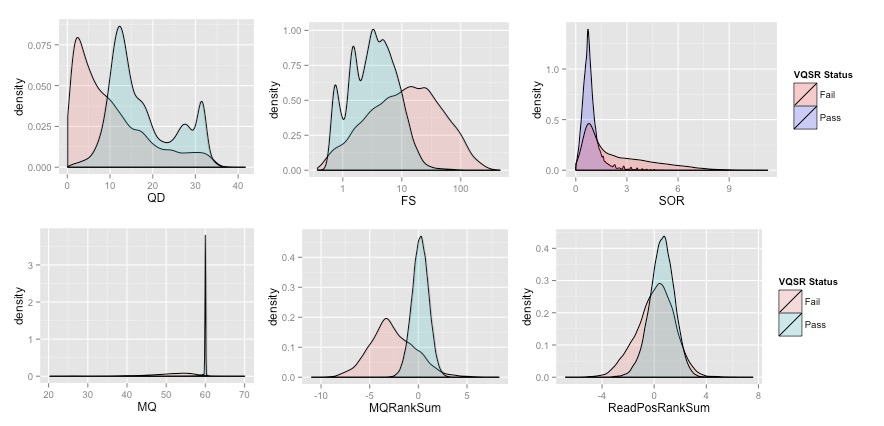 density
0.075
0.050
0.025
0.000
0
10
20
30
40
QD
density
1.00
0.75
0.50
0.25
0.00
1
10
100
FS
density
1.0
0.5
0.0
0
3
6
9
SOR
VQSR Status
Fail
Pass
density
3
2
1
0
20
30
40
50
60
70
MQ
density
0.4
0.3
0.2
0.1
0.0
-10
-5
0
5
MQRankSum
density
0.4
0.3
0.2
0.1
0.0
-4
0
4
8
ReadPosRankSum
VQSR Status
Fail
Pass